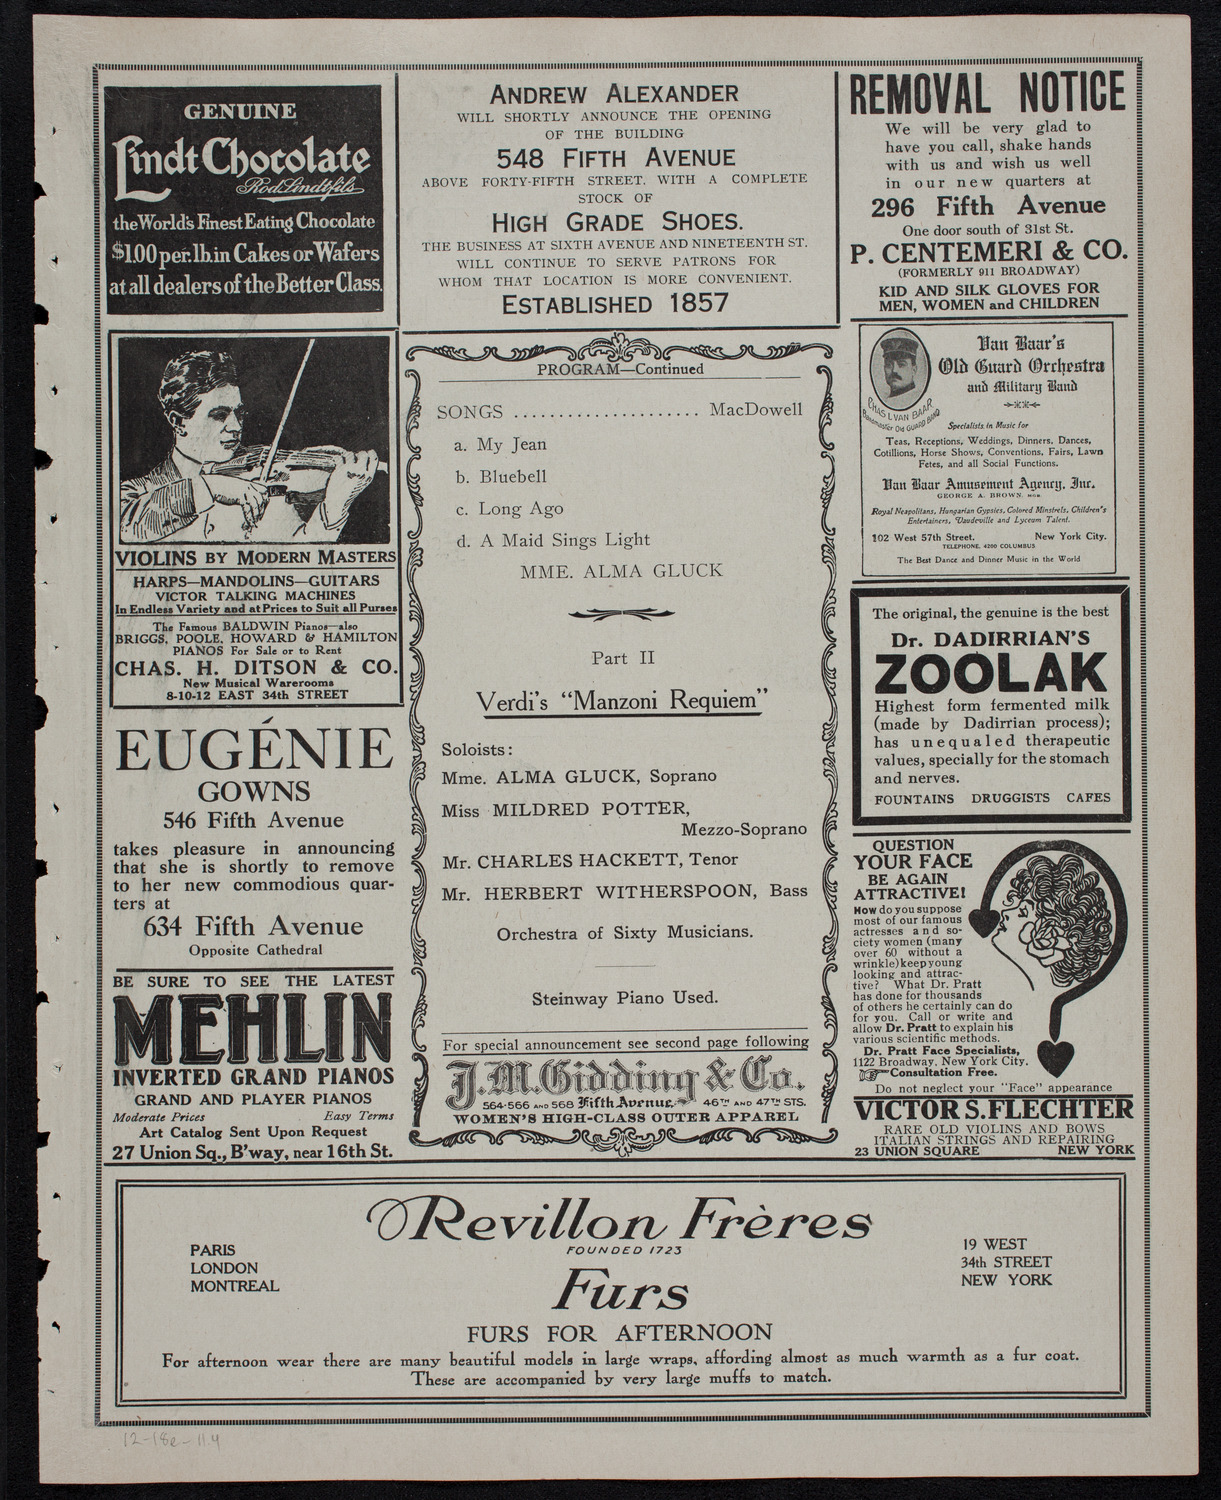 GENUINE
Lindt Chocolate
Rod. Lindt fils
the World's Finest Eating Chocolate
$1.00 per. lb. in Cakes or Wafers
at all dealers of the Better Class.
ANDREW ALEXANDER
WILL SHORTLY ANNOUNCE THE OPENING
OF THE BUILDING
548 FIFTH AVENUE
ABOVE FORTY-FIFTH STREET, WITH A COMPLETE
STOCK OF
HIGH GRADE SHOES.
THE BUSINESS AT SIXTH AVENUE AND NINETEENTH ST.
WILL CONTINUE TO SERVE PATRONS FOR
WHOM THAT LOCATION IS MORE CONVENIENT.
ESTABLISHED 1857
REMOVAL NOTICE
We will be very glad to
have you call, shake hands
with us and wish us well
in our new quarters at
296 Fifth Avenue
One door south of 31st St.
P. CENTEMERI & CO.
(FORMERLY 911 BROADWAY)
KID AND SILK GLOVES FOR
MEN, WOMEN and CHILDREN
VIOLINS BY MODERN MASTERS
HARPS—MANDOLINS—GUITARS
VICTOR TALKING MACHINES
In Endless Variety and at Prices to Suit all Purses
The Famous BALDWIN Pianos—also
BRIGGS, POOLE, HOWARD & HAMILTON
PIANOS For Sale or to Rent
CHAS. H. DITSON & CO.
New Musical Warerooms
8-10-12 EAST 34th STREET
EUGÉNIE
GOWNS
546 Fifth Avenue
takes pleasure in announcing
that she is shortly to remove
to her new commodious quar-
ters at
634 Fifth Avenue
Opposite Cathedral
BE SURE TO SEE THE LATEST
MEHLIN
INVERTED GRAND PIANOS
GRAND AND PLAYER PIANOS
Moderate Prices Easy Terms
Art Catalog Sent Upon Request
27 Union Sq., B'way, near 16th St.
PROGRAM—Continued
SONGS ..................... MacDowell
a. My Jean
b. Bluebell
c. Long Ago
d. A Maid Sings Light
MME. ALMA GLUCK
Part II
Verdi's "Manzoni Requiem"
Soloists:
Mme. ALMA GLUCK, Soprano
Miss MILDRED POTTER,
Mezzo-Soprano
Mr. CHARLES HACKETT, Tenor
Mr. HERBERT WITHERSPOON, Bass
Orchestra of Sixty Musicians.
Steinway Piano Used.
For special announcement see second page following
J. M. Gidding & Co.
564-566 AND 568 Fifth Avenue. 46TH AND 47TH STS.
WOMEN'S HIGH-CLASS OUTER APPAREL
CHAS L VAN BAAR
Bandmaster Old GUARD BAND
Van Baar's
Old Guard Orchestra
and Military Band
Specialists in Music for
Teas, Receptions, Weddings, Dinners, Dances,
Cotillions, Horse Shows, Conventions, Fairs, Lawn
Fetes, and all Social Functions.
Van Baar Amusement Agency, Inc.
GEORGE A. BROWN, MGR.
Royal Neapolitans, Hungarian Gypsies, Colored Minstrels, Children's
Entertainers, Vaudeville and Lyceum Talent.
102 West 57th Street. New York City.
TELEPHONE, 4200 COLUMBUS
The Best Dance and Dinner Music in the World
The original, the genuine is the best
Dr. DADIRRIAN'S
ZOOLAK
Highest form fermented milk
(made by Dadirrian process);
has unequaled therapeutic
values, specially for the stomach
and nerves.
FOUNTAINS DRUGGISTS CAFES
QUESTION
YOUR FACE
BE AGAIN
ATTRACTIVE!
How do you suppose
most of our famous
actresses and so-
ciety women (many
over 60 without a
wrinkle) keep young
looking and attrac-
tive? What Dr. Pratt
has done for thousands
of others he certainly can do
for you. Call or write and
allow Dr. Pratt to explain his
various scientific methods.
Dr. Pratt Face Specialists,
1122 Broadway, New York City.
Consultation Free.
Do not neglect your "Face" appearance
VICTOR S. FLECHTER
RARE OLD VIOLINS AND BOWS
ITALIAN STRINGS AND REPAIRING
23 UNION SQUARE NEW YORK
Revillon Frères
FOUNDED 1723
PARIS
LONDON
MONTREAL
19 WEST
34th STREET
NEW YORK
Furs
FURS FOR AFTERNOON
For afternoon wear there are many beautiful models in large wraps, affording almost as much warmth as a fur coat.
These are accompanied by very large muffs to match.
12-18e-11.4